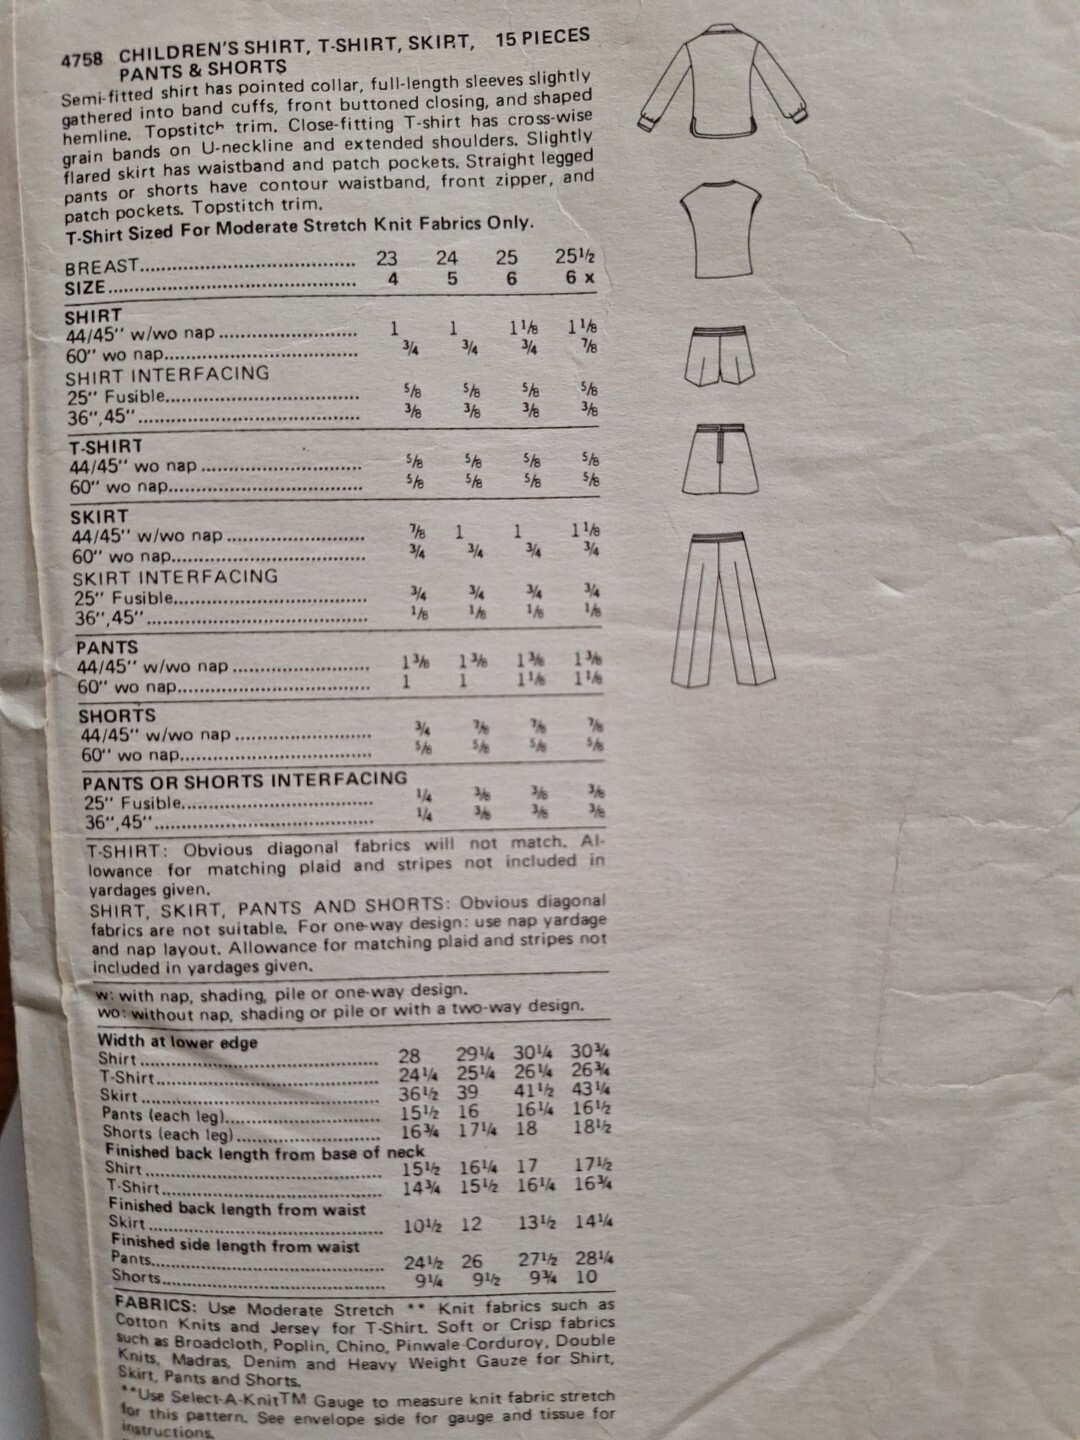 4758 CHILDREN'S SHIRT, T-SHIRT, SKIRT, 15 PIECES
PANTS & SHORTS
Semi-fitted shirt has pointed collar, full-length sleeves slightly
gathered into band cuffs, front buttoned closing, and shaped
hemline. Topstitch trim. Close-fitting T-shirt has cross-wise
grain bands on U-neckline and extended shoulders. Slightly
flared skirt has waistband and patch pockets. Straight legged
pants or shorts have contour waistband, front zipper, and
patch pockets. Topstitch trim.
T-Shirt Sized For Moderate Stretch Knit Fabrics Only.
BREAST 23 24 25 25½
SIZE 4 5 6 6 x
SHIRT
44/45" w/wo nap 1 1 1⅛ 1⅛
60" wo nap ¾ ¾ ¾ ⅞
SHIRT INTERFACING
25" Fusible ⅝ ⅝ ⅝ ⅝
36",45" ⅜ ⅜ ⅜ ⅜
T-SHIRT
44/45" wo nap ⅝ ⅝ ⅝ ⅝
60" wo nap ⅝ ⅝ ⅝ ⅝
SKIRT
44/45" w/wo nap ⅞ 1 1 1⅛
60" wo nap ¾ ¾ ¾ ¾
SKIRT INTERFACING
25" Fusible ¾ ¾ ¾ ¾
36",45" ⅛ ⅛ ⅛ ⅛
PANTS
44/45" w/wo nap 1⅜ 1⅜ 1⅜ 1⅜
60" wo nap 1 1 1⅛ 1⅛
SHORTS
44/45" w/wo nap ¾ ⅞ ⅞ ⅞
60" wo nap ⅝ ⅝ ⅝ ⅝
PANTS OR SHORTS INTERFACING
25" Fusible ¼ ⅜ ⅜ ⅜
36",45" ¼ ⅜ ⅜ ⅜
T-SHIRT: Obvious diagonal fabrics will not match. Al-
lowance for matching plaid and stripes not included in
yardages given.
SHIRT, SKIRT, PANTS AND SHORTS: Obvious diagonal
fabrics are not suitable. For one-way design: use nap yardage
and nap layout. Allowance for matching plaid and stripes not
included in yardages given.
w: with nap, shading, pile or one-way design.
wo: without nap, shading or pile or with a two-way design.
Width at lower edge
Shirt 28 29¼ 30¼ 30¾
T-Shirt 24¼ 25¼ 26¼ 26¾
Skirt 36½ 39 41½ 43¼
Pants (each leg) 15½ 16 16¼ 16½
Shorts (each leg) 16¾ 17¼ 18 18½
Finished back length from base of neck
Shirt 15½ 16¼ 17 17½
T-Shirt 14¾ 15½ 16¼ 16¾
Finished back length from waist
Skirt 10½ 12 13½ 14¼
Finished side length from waist
Pants 24½ 26 27½ 28¼
Shorts 9¼ 9½ 9¾ 10
FABRICS: Use Moderate Stretch ** Knit fabrics such as
Cotton Knits and Jersey for T-Shirt. Soft or Crisp fabrics
such as Broadcloth, Poplin, Chino, Pinwale Corduroy, Double
Knits, Madras, Denim and Heavy Weight Gauze for Shirt,
Skirt, Pants and Shorts.
**Use Select-A-Knit™ Gauge to measure knit fabric stretch
for this pattern. See envelope side for gauge and tissue for
instructions.